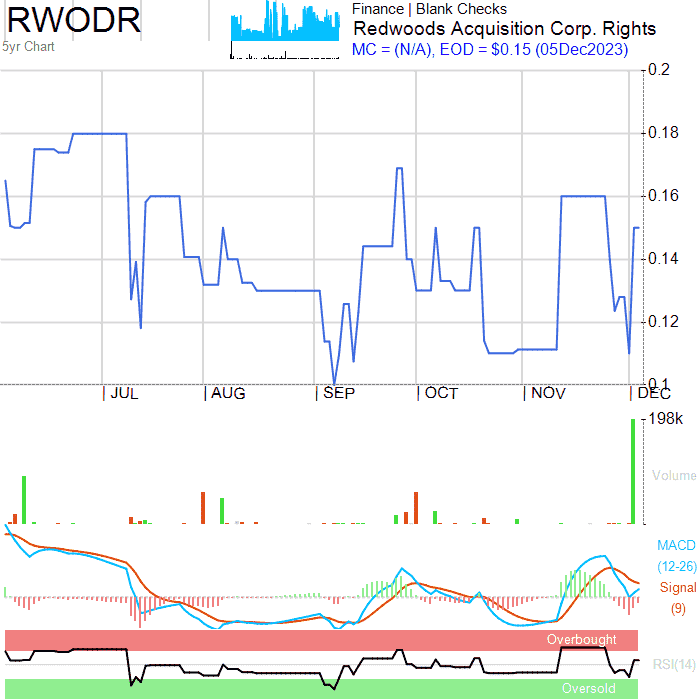 RWODR
5yr Chart
Finance | Blank Checks
Redwoods Acquisition Corp. Rights
MC = (N/A), EOD = $0.15 (05Dec2023)
0.2
0.18
0.16
0.14
0.12
0.1
| JUL | AUG | SEP | OCT | NOV | DEC
198k
Volume
MACD
(12-26)
Signal
(9)
Overbought
RSI(14)
Oversold